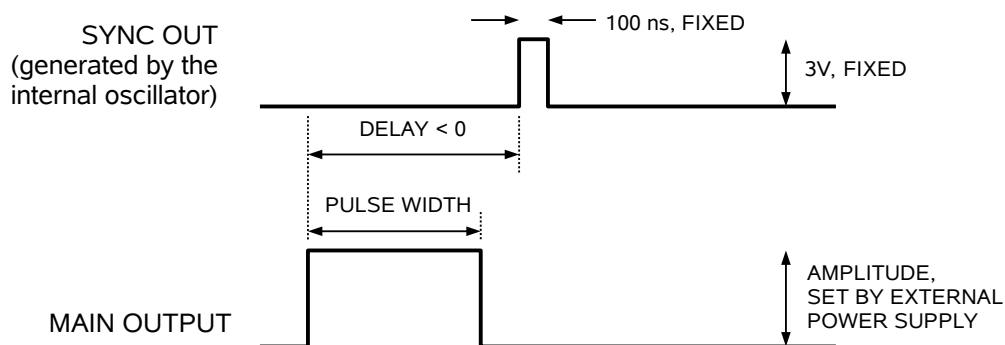 100 ns, FIXED
SYNC OUT
(generated by the
internal oscillator)
3V, FIXED
DELAY < 0
PULSE WIDTH
AMPLITUDE,
SET BY EXTERNAL
POWER SUPPLY
MAIN OUTPUT